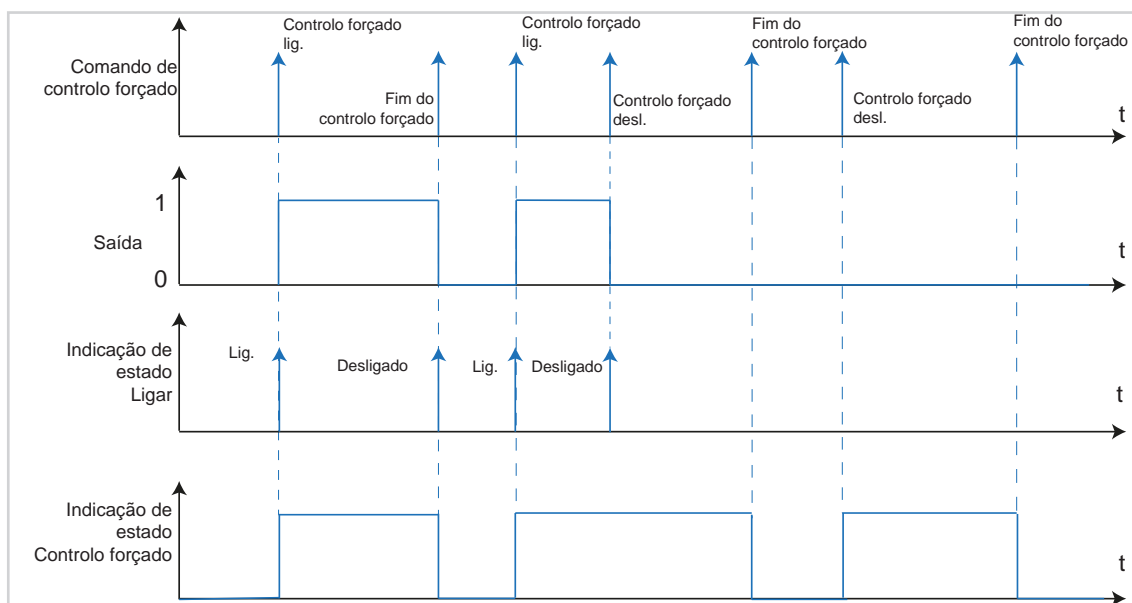 Controlo forçado
lig.
Controlo forçado
lig.
Fim do
controlo forçado
Fim do
controlo forçado
Comando de
controlo forçado
Fim do
controlo forçado
Controlo forçado
desl.
Controlo forçado
desl.
t
1
Saída
0
t
Indicação de
estado
Ligar
Lig.
Desligado
Lig.
Desligado
t
Indicação de
estado
Controlo forçado
t